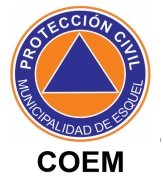 PROTECCIÓN CIVIL
MUNICIPALIDAD DE ESQUEL
COEM